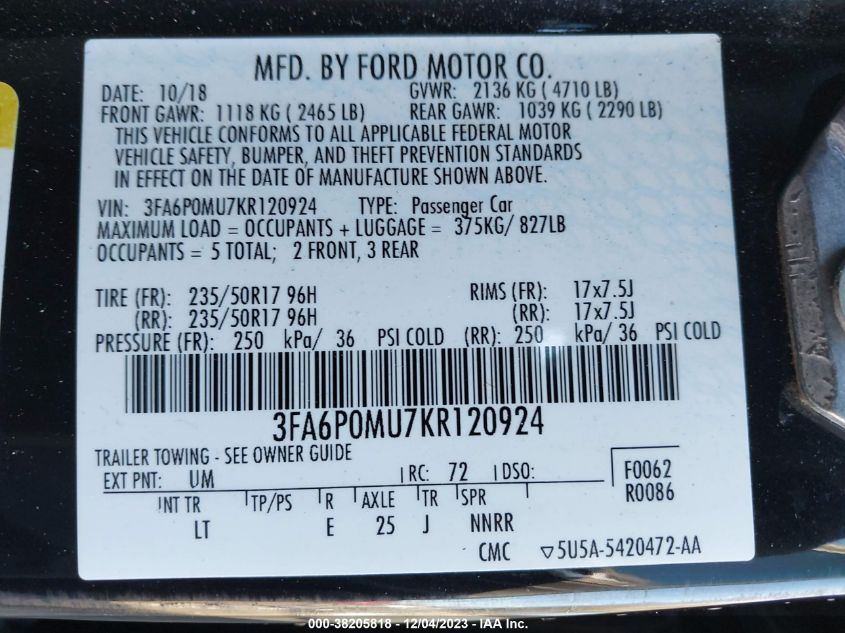 MFD. BY FORD MOTOR CO.
DATE: 10/18 GVWR: 2136 KG ( 4710 LB)
FRONT GAWR: 1118 KG ( 2465 LB) REAR GAWR: 1039 KG ( 2290 LB)
THIS VEHICLE CONFORMS TO ALL APPLICABLE FEDERAL MOTOR
VEHICLE SAFETY, BUMPER, AND THEFT PREVENTION STANDARDS
IN EFFECT ON THE DATE OF MANUFACTURE SHOWN ABOVE.
VIN: 3FA6P0MU7KR120924 TYPE: Passenger Car
MAXIMUM LOAD = OCCUPANTS + LUGGAGE = 375KG/ 827LB
OCCUPANTS = 5 TOTAL; 2 FRONT, 3 REAR
TIRE (FR): 235/50R17 96H RIMS (FR): 17x7.5J
(RR): 235/50R17 96H (RR): 17x7.5J
PRESSURE (FR): 250 kPa/ 36 PSI COLD (RR): 250 kPa/ 36 PSI COLD
3FA6P0MU7KR120924
TRAILER TOWING - SEE OWNER GUIDE
EXT PNT: UM RC: 72 DSO: F0062
R0086
INT TR TP/PS R AXLE TR SPR
LT E 25 J NNRR
CMC ▽5U5A-5420472-AA
000-38205818 - 12/04/2023 - IAA Inc.